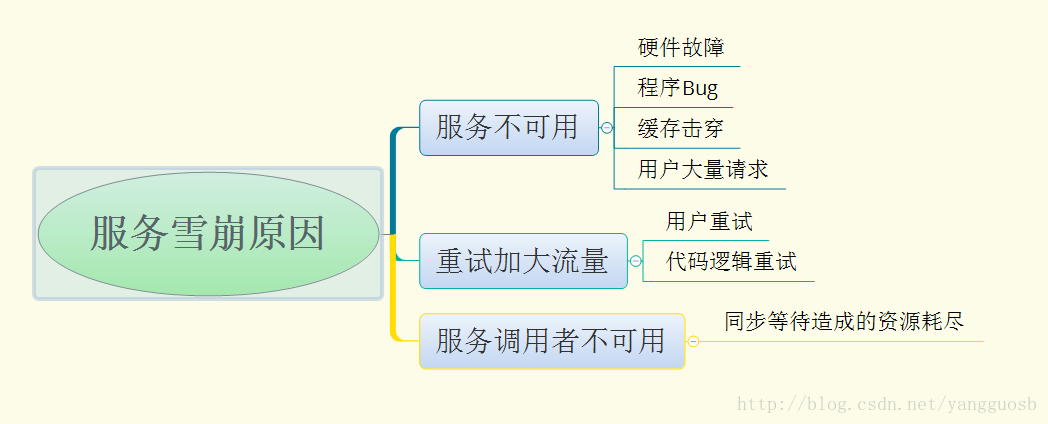 服务雪崩原因
服务不可用
硬件故障
程序Bug
缓存击穿
用户大量请求
重试加大流量
用户重试
代码逻辑重试
服务调用者不可用
同步等待造成的资源耗尽
http://blog.csdn.net/yangguosb